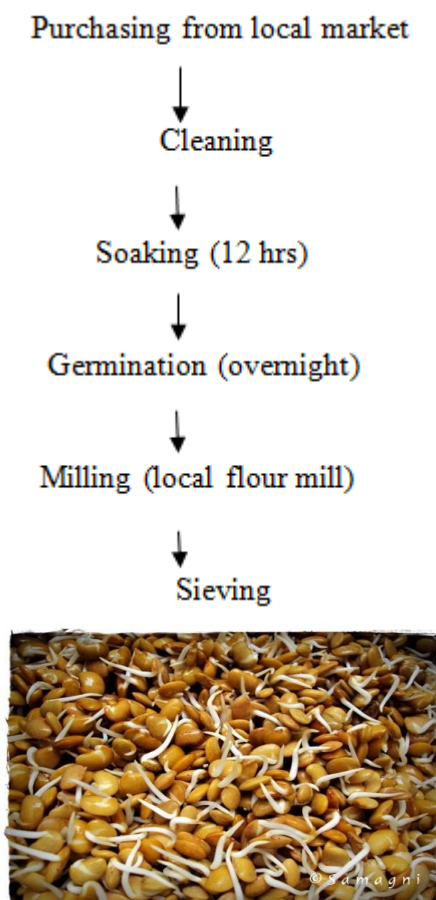 Purchasing from local market
Cleaning
Soaking (12 hrs)
Germination (overnight)
Milling (local flour mill)
Sieving
© Samagni